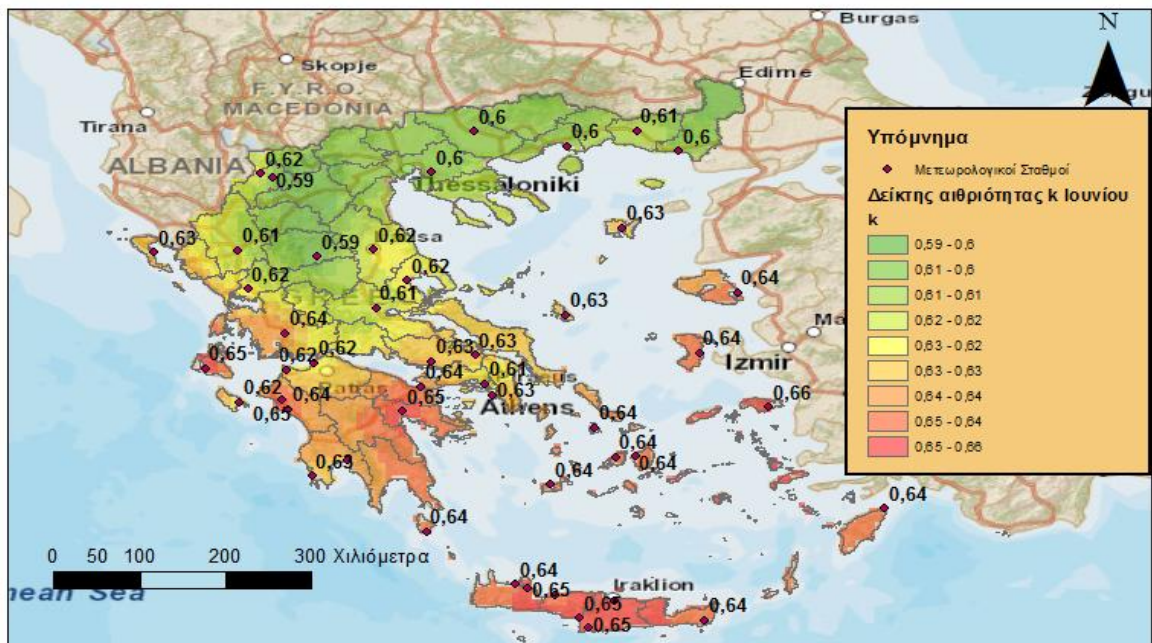 Burgas
N
Skopje
Edirne
F.Y.R.O.
MACEDONIA
Tirana
ALBANIA
Υπόμνημα
Μετεωρολογικοί Σταθμοί
Δείκτης αιθριότητας k Ιουνίου
k
0,59 - 0,6
0,61 - 0,6
0,61 - 0,61
0,62 - 0,62
0,63 - 0,62
0,63 - 0,63
0,64 - 0,64
0,65 - 0,64
0,65 - 0,66
0,6
0,6
0,61
0,6
0,6
0,62
0,59
Thessaloniki
0,63
0,63
0,61
0,59
0,62
0,62
0,62
0,61
0,64
0,63
0,64
0,64
Izmir
0,65
0,62
0,62
0,63
0,63
0,64
0,61
0,63
Patras
Athens
0,62
0,65
0,64
0,65
0,66
0,64
0,64
0,64
0,64
0,63
0,64
0,64
0 50 100 200 300 Χιλιόμετρα
0,64
0,65
Iraklion
0,65
0,65
0,64
nean Sea